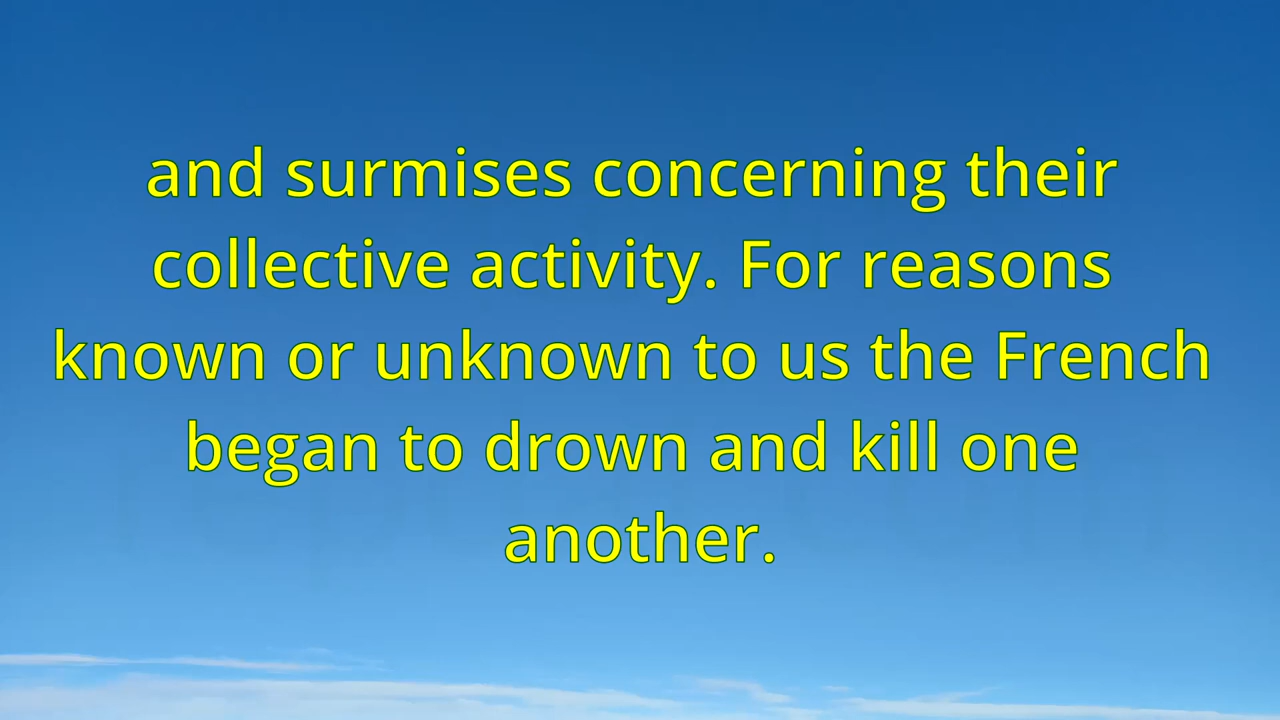 and surmises concerning their
collective activity. For reasons
known or unknown to us the French
began to drown and kill one
another.